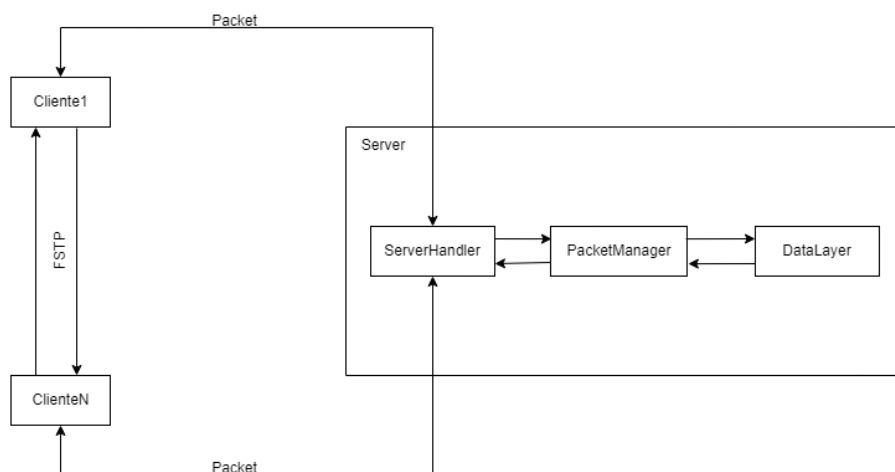 Packet
Cliente1
Server
FSTP
ServerHandler
PacketManager
DataLayer
ClienteN
Packet